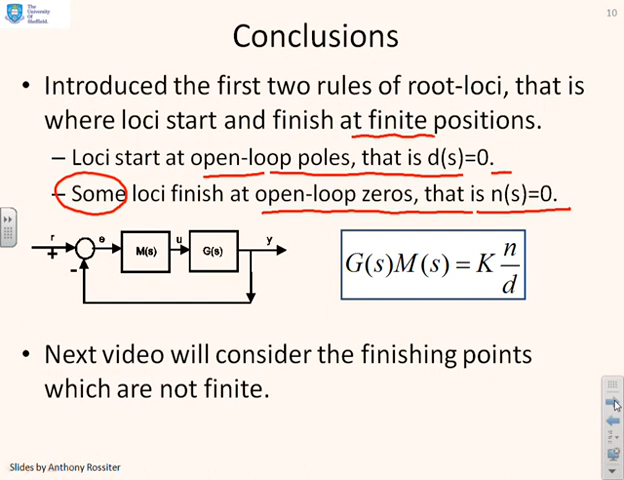 The
University
Of
Sheffield.
10
Conclusions
• Introduced the first two rules of root-loci, that is
where loci start and finish at finite positions.
– Loci start at open-loop poles, that is d(s)=0.
– Some loci finish at open-loop zeros, that is n(s)=0.
r
+
-
e
M(s)
u
G(s)
y
G(s)M(s) = K n/d
• Next video will consider the finishing points
which are not finite.
Slides by Anthony Rossiter